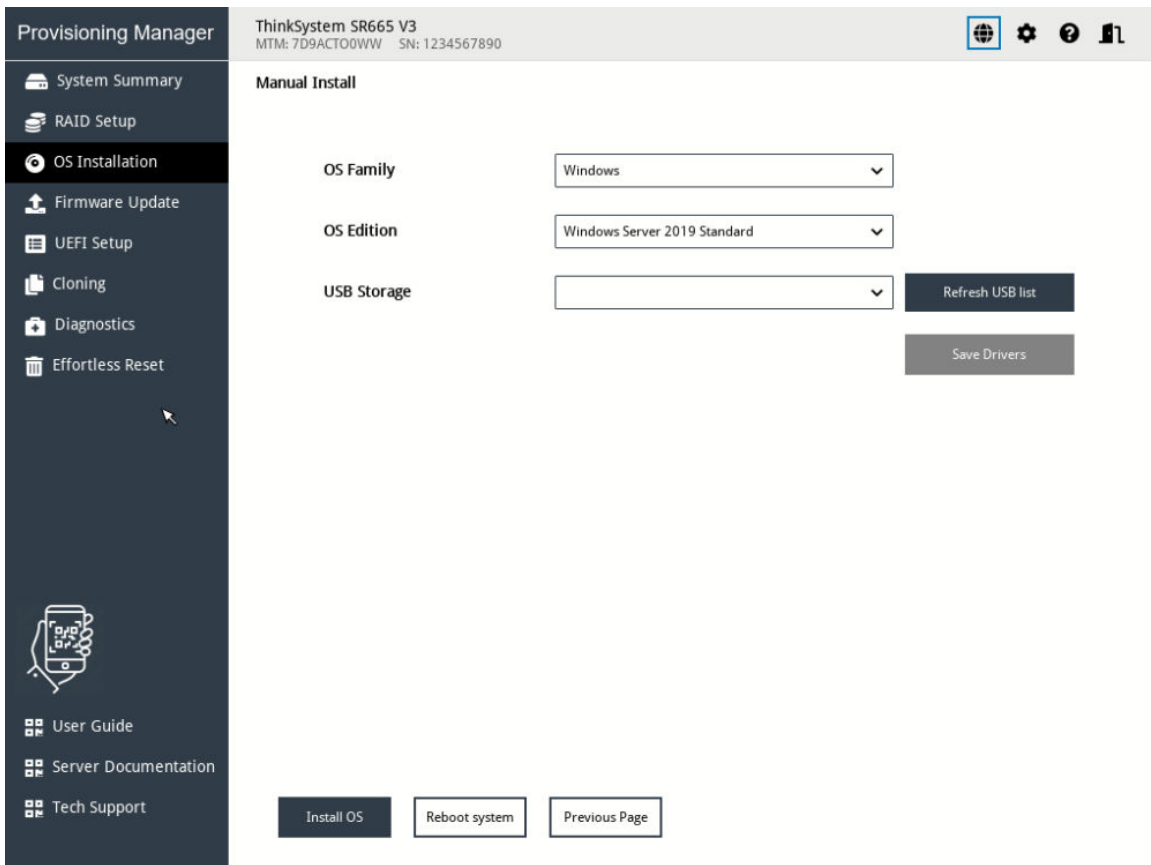 Provisioning Manager
ThinkSystem SR665 V3
MTM: 7D9ACTO0WW SN: 1234567890
System Summary
RAID Setup
OS Installation
Firmware Update
UEFI Setup
Cloning
Diagnostics
Effortless Reset
User Guide
Server Documentation
Tech Support
Manual Install
OS Family
Windows
OS Edition
Windows Server 2019 Standard
USB Storage
Refresh USB list
Save Drivers
Install OS
Reboot system
Previous Page